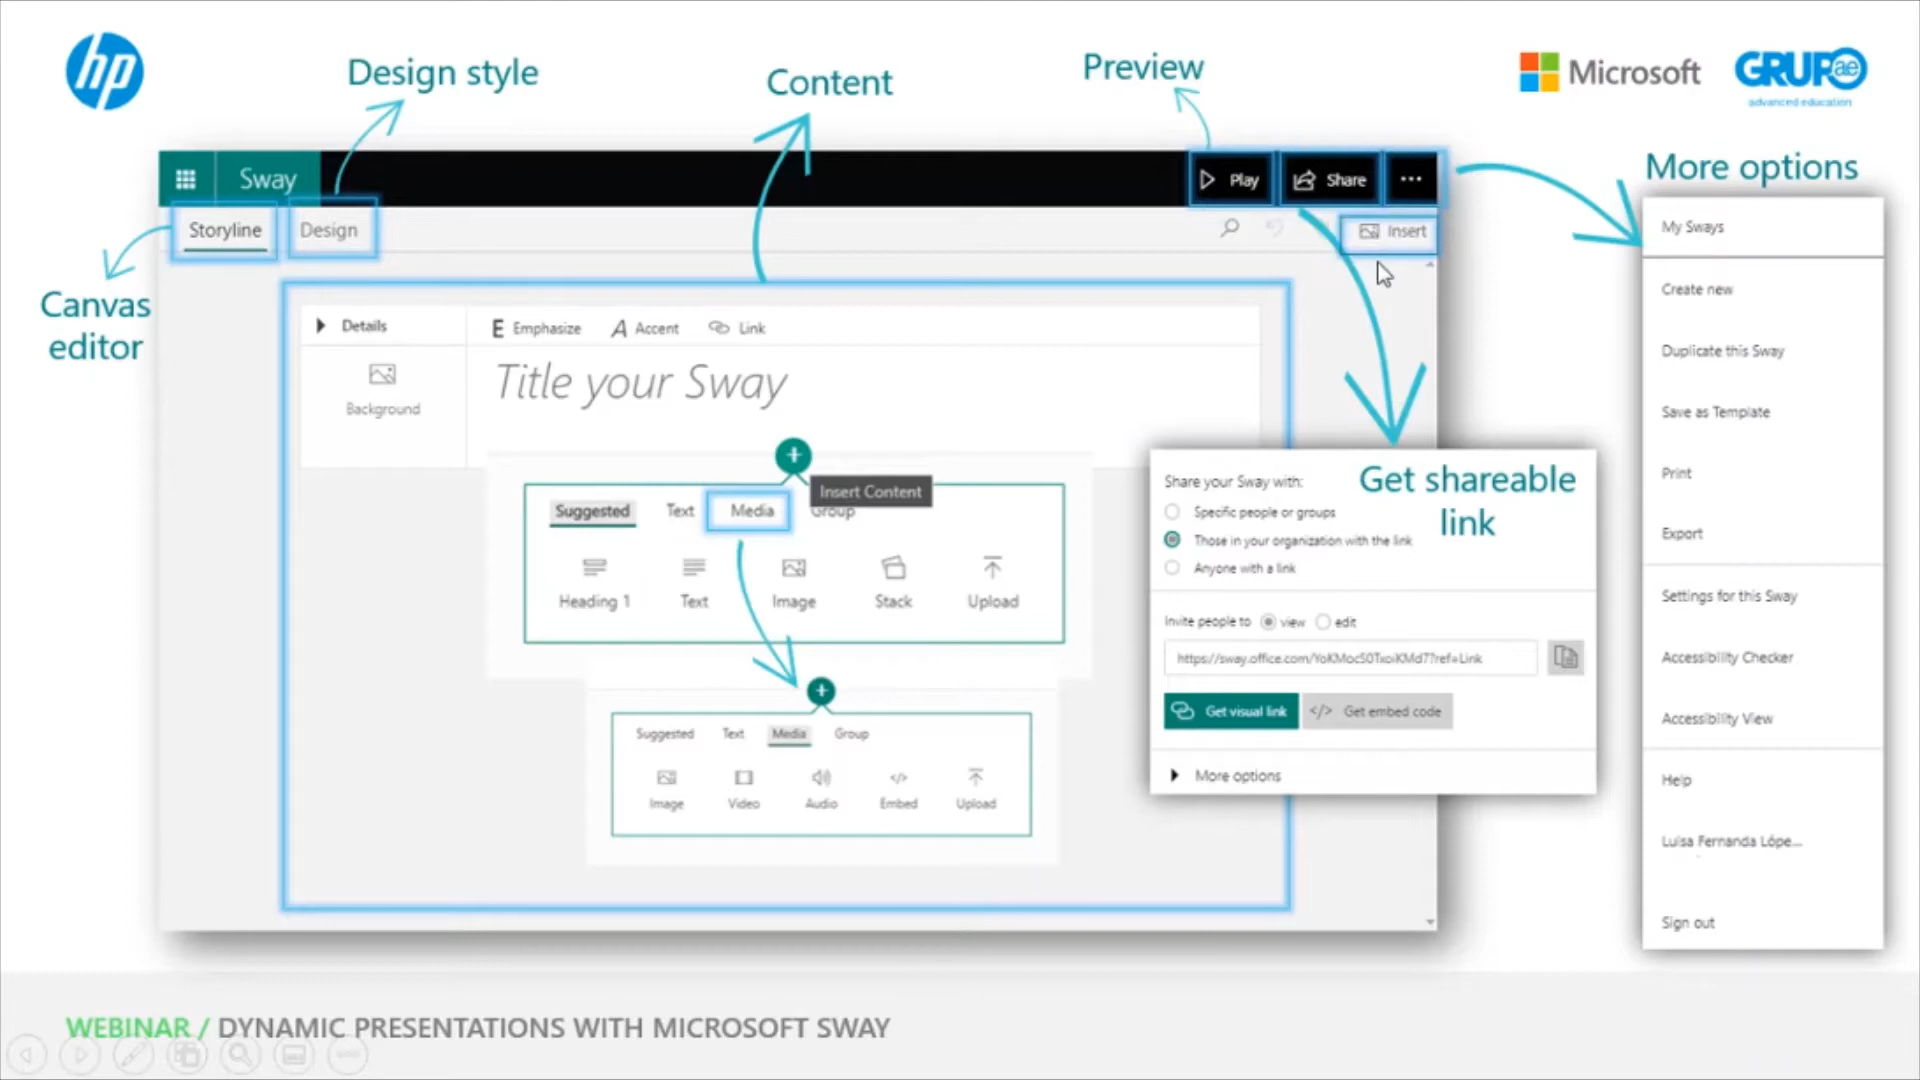 hp
Design style
Content
Preview
Microsoft
GRUPO ae
advanced education
More options
Sway
Play
Share
Storyline
Design
Insert
Canvas
editor
Details
E Emphasize
A Accent
Link
Background
Title your Sway
Insert Content
Suggested
Text
Media
Group
Heading 1
Text
Image
Stack
Upload
Suggested
Text
Media
Group
Image
Video
Audio
Embed
Upload
Get shareable
link
Share your Sway with:
Specific people or groups
Those in your organization with the link
Anyone with a link
Invite people to view edit
Get visual link
</> Get embed code
More options
My Sways
Create new
Duplicate this Sway
Save as Template
Print
Export
Settings for this Sway
Accessibility Checker
Accessibility View
Help
Luisa Fernanda Lópe...
Sign out
WEBINAR / DYNAMIC PRESENTATIONS WITH MICROSOFT SWAY